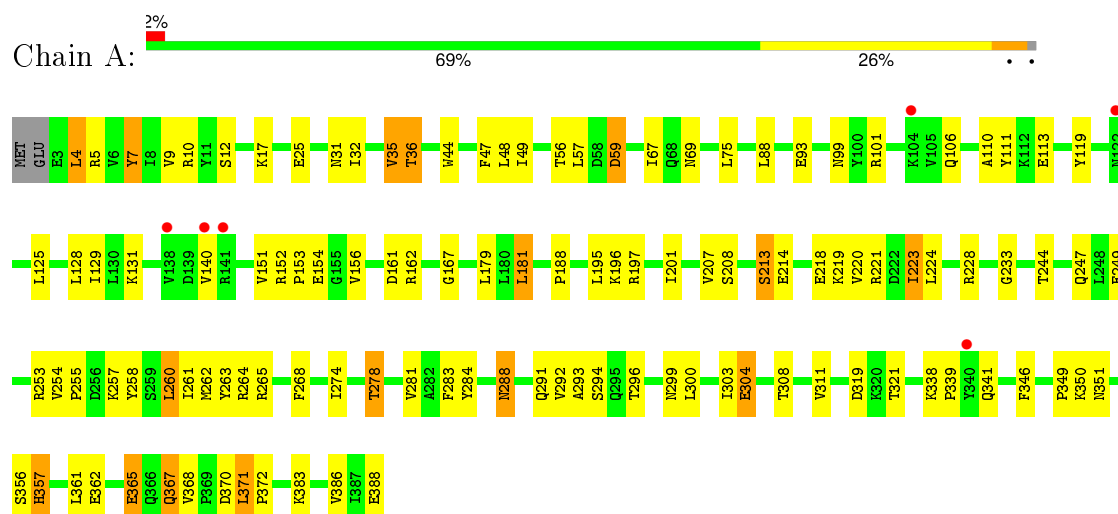 2%
Chain A:
69% 26% • •
MET GLU E3 L4 R5 V6 Y7 I8 V9 R10 Y11 S12 K17 E25 N31 I32 V35 T36 W44 F47 L48 I49 T56 L57 D58 D59 I67 Q68 N69 L75 L88 E93 N99 Y100 R101 K104 V105 Q106 A110 Y111 K112 E113 Y119 N122
L125 L128 I129 L130 K131 V138 D139 V140 R141 V151 R152 P153 E154 G155 V156 D161 R162 G167 L179 L180 L181 P188 L195 K196 R197 I201 V207 S208 S213 E214 E218 K219 V220 R221 D222 I223 L224 R228 G233 T244 Q247 L248
R253 V254 P255 D256 K257 Y258 S259 L260 I261 M262 Y263 R264 R265 F268 I274 T278 V281 A282 F283 Y284 N288 Q291 V292 A293 S294 Q295 T296 N299 L300 I303 E304 T308 V311 D319 K320 T321 K338 P339 Y340 Q341 F346 P349 K350 N351
S356 H357 L361 E362 E365 Q366 Q367 V368 P369 D370 L371 P372 K383 V386 I387 E388